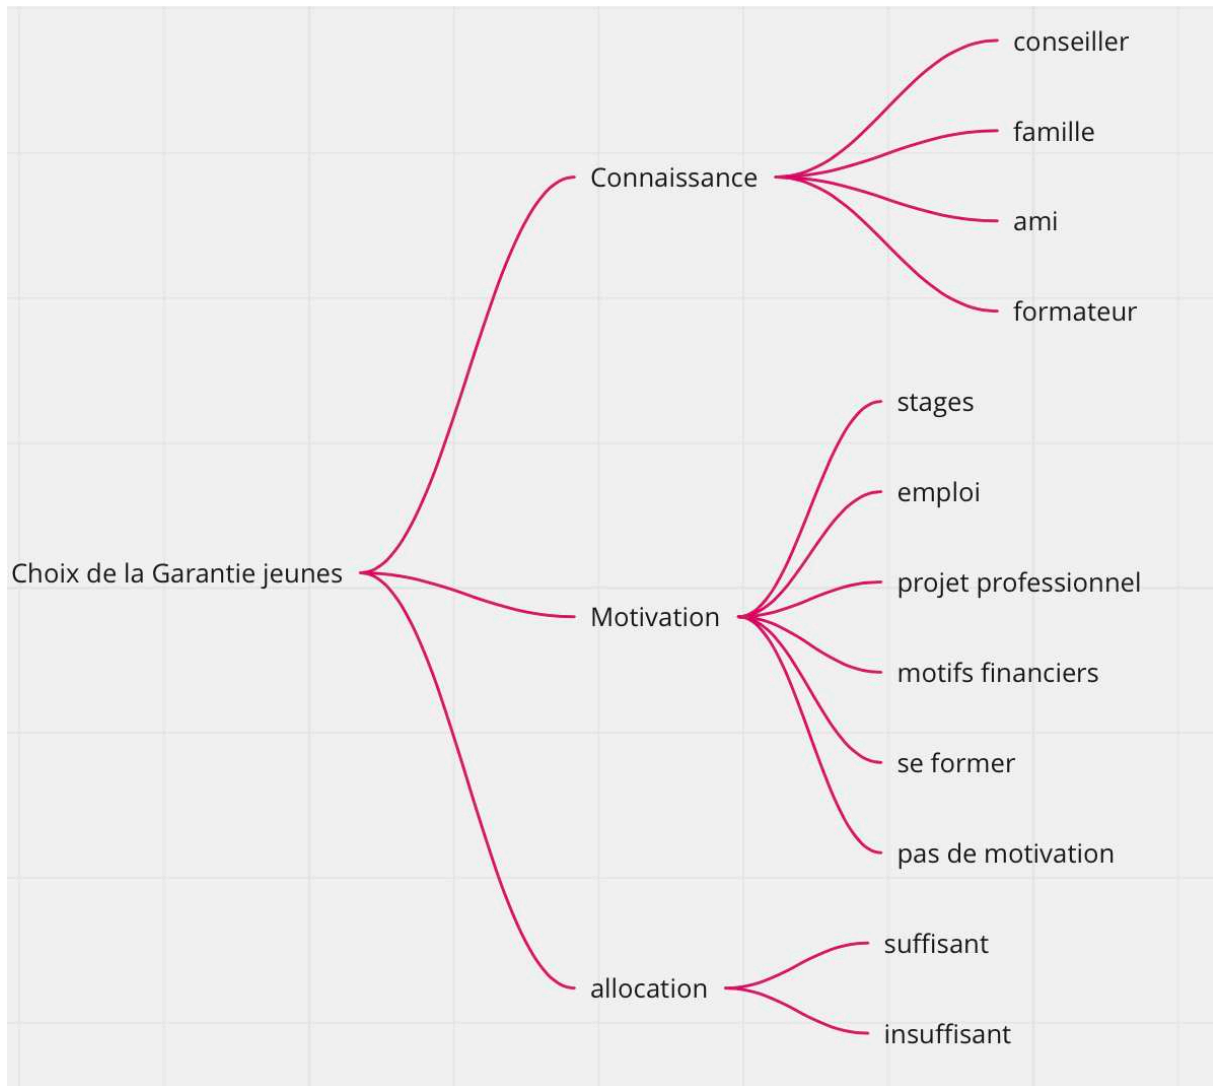 Choix de la Garantie jeunes
Connaissance
conseiller
famille
ami
formateur
Motivation
stages
emploi
projet professionnel
motifs financiers
se former
pas de motivation
allocation
suffisant
insuffisant